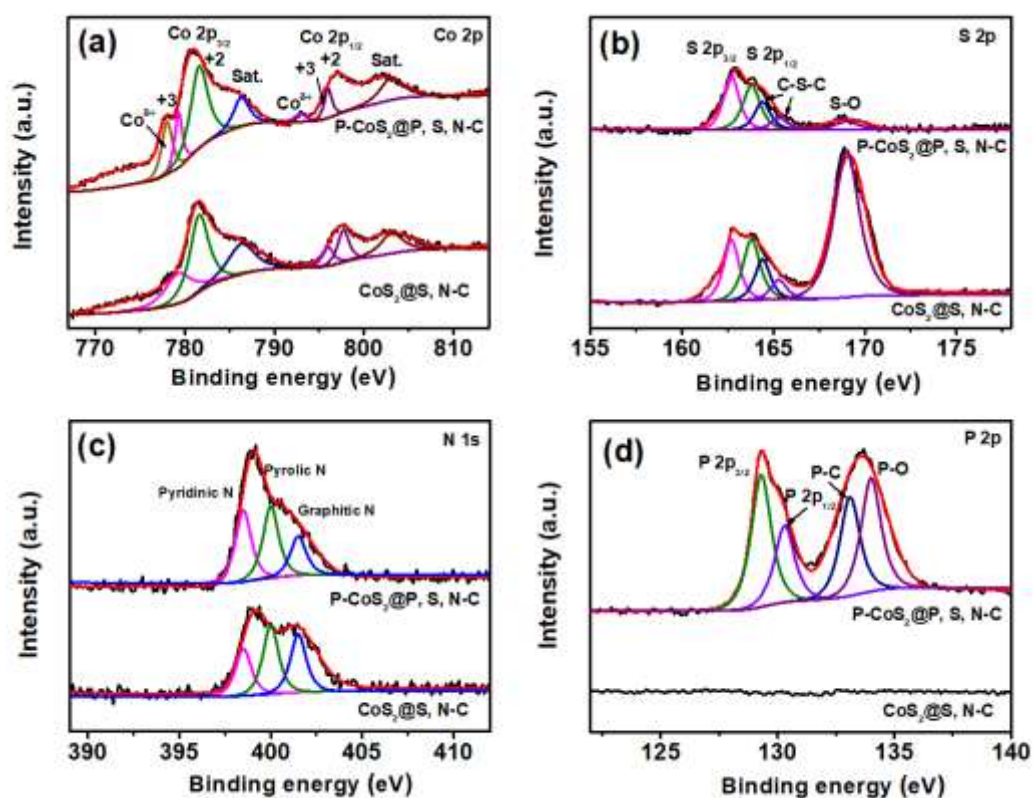 (a)
Co 2p₃/₂
Co 2p₁/₂
Co 2p
+2
+3 +2
Sat.
Sat.
+3
Co²⁺
Co³⁺
P-CoS₂@P, S, N-C
CoS₂@S, N-C
Intensity (a.u.)
770 780 790 800 810
Binding energy (eV)
(b)
S 2p
S 2p₃/₂
S 2p₁/₂
C-S-C
S-O
P-CoS₂@P, S, N-C
CoS₂@S, N-C
Intensity (a.u.)
155 160 165 170 175
Binding energy (eV)
(c)
N 1s
Pyrolic N
Pyridinic N
Graphitic N
P-CoS₂@P, S, N-C
CoS₂@S, N-C
Intensity (a.u.)
390 395 400 405 410
Binding energy (eV)
(d)
P 2p
P 2p₃/₂
P-C
P-O
P 2p₁/₂
P-CoS₂@P, S, N-C
CoS₂@S, N-C
Intensity (a.u.)
125 130 135 140
Binding energy (eV)